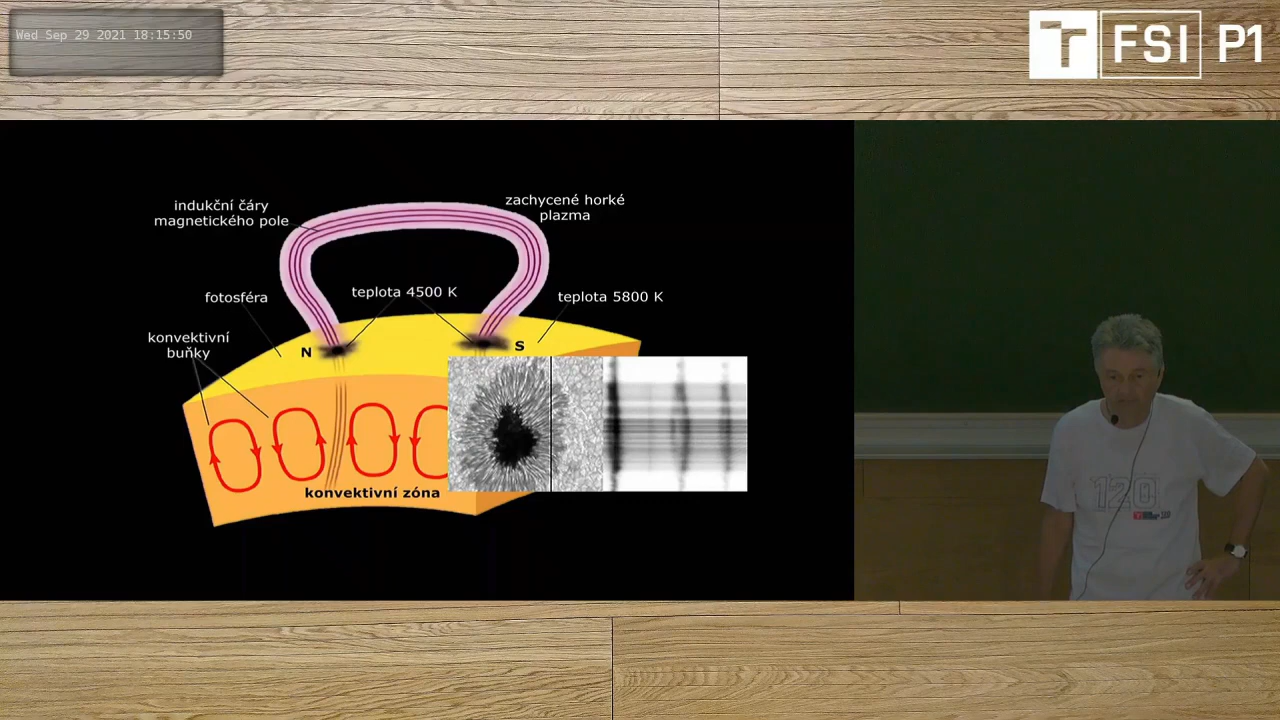 Wed Sep 29 2021 18:15:50
T FSI P1
indukční čáry
magnetického pole
zachycené horké
plazma
fotosféra
teplota 4500 K
teplota 5800 K
konvektivní
buňky
N
S
konvektivní zóna
120